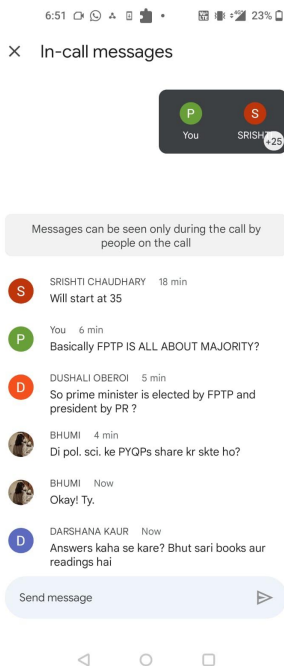 6:51 23%
In-call messages
P S
You SRISHT
+25
Messages can be seen only during the call by
people on the call
SRISHTI CHAUDHARY 18 min
S
Will start at 35
You 6 min
P
Basically FPTP IS ALL ABOUT MAJORITY?
DUSHALI OBEROI 5 min
D
So prime minister is elected by FPTP and
president by PR ?
BHUMI 4 min
Di pol. sci. ke PYQPs share kr skte ho?
BHUMI Now
Okay! Ty.
DARSHANA KAUR Now
D
Answers kaha se kare? Bhut sari books aur
readings hai
Send message